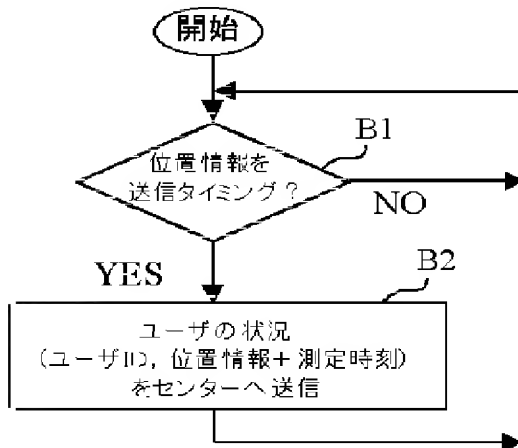 開始
B1
位置情報を
送信タイミング？
NO
YES
B2
ユーザの状況
(ユーザID, 位置情報＋測定時刻)
をセンターへ送信